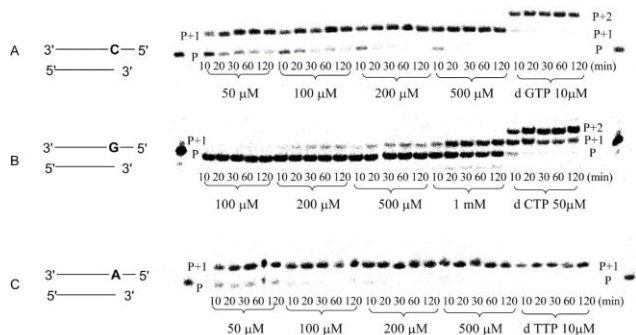 A
3' C 5'
5' 3'
P+1
P
P+2
P+1
P
10 20 30 60 120 10 20 30 60 120 10 20 30 60 120 10 20 30 60 120 10 20 30 60 120 (min)
50 µM 100 µM 200 µM 500 µM d GTP 10µM
B
3' G 5'
5' 3'
P+1
P
P+2
P+1
P
10 20 30 60 120 10 20 30 60 120 10 20 30 60 120 10 20 30 60 120 10 20 30 60 120 (min)
100 µM 200 µM 500 µM 1 mM d CTP 50µM
C
3' A 5'
5' 3'
P+1
P
P+1
P
10 20 30 60 120 10 20 30 60 120 10 20 30 60 120 10 20 30 60 120 10 20 30 60 120 (min)
50 µM 100 µM 200 µM 500 µM d TTP 10µM